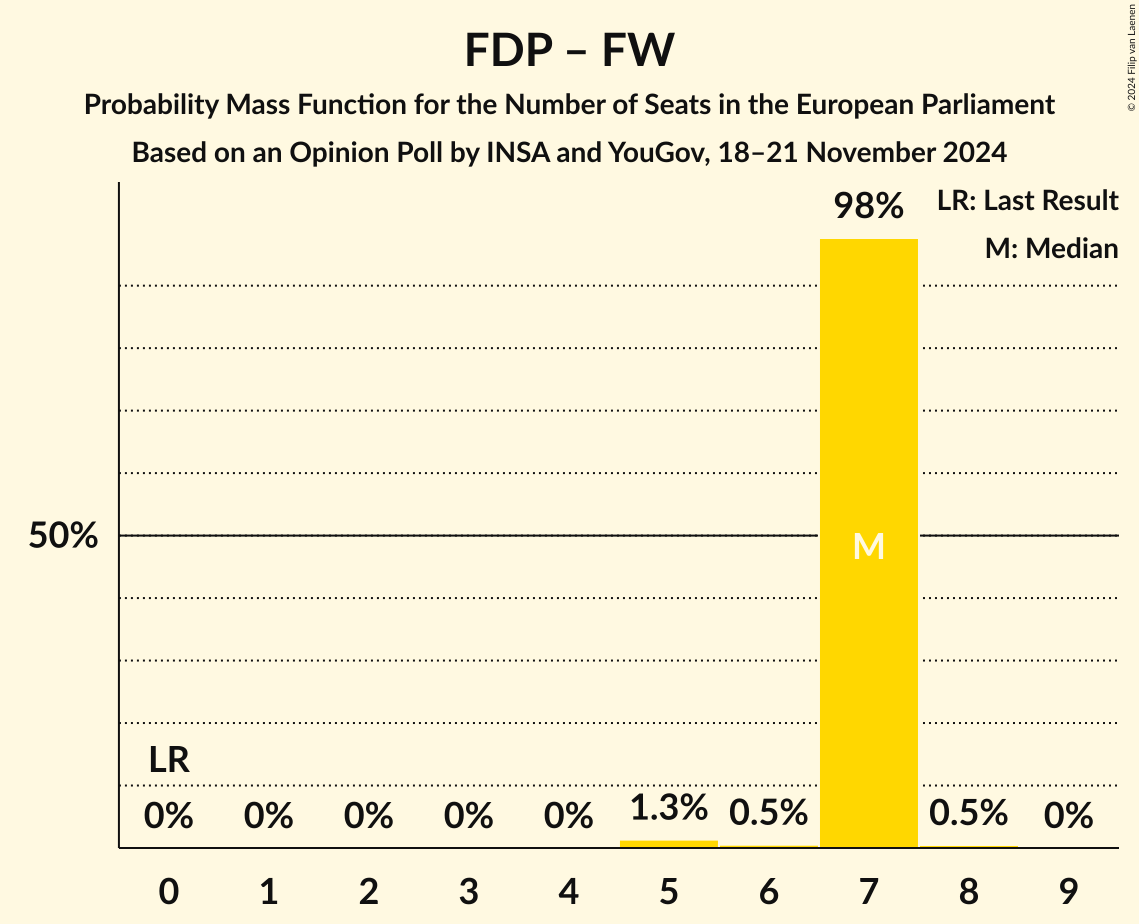 FDP – FW
Probability Mass Function for the Number of Seats in the European Parliament
Based on an Opinion Poll by INSA and YouGov, 18–21 November 2024
© 2024 Filip van Laenen
LR: Last Result
M: Median
98%
50%
M
LR
0% 0% 0% 0% 0% 1.3% 0.5% 0.5% 0%
0 1 2 3 4 5 6 7 8 9